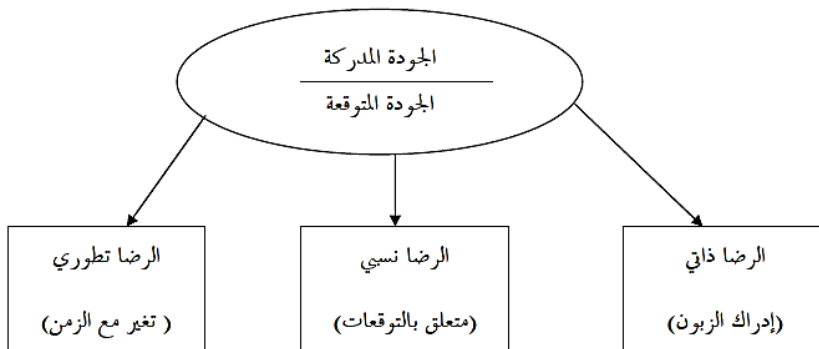 الجودة المدركة
الجودة المتوقعة
الرضا ذاتي
(إدراك الزبون)
الرضا نسبي
(متعلق بالتوقعات)
الرضا تطوري
( تغير مع الزمن)